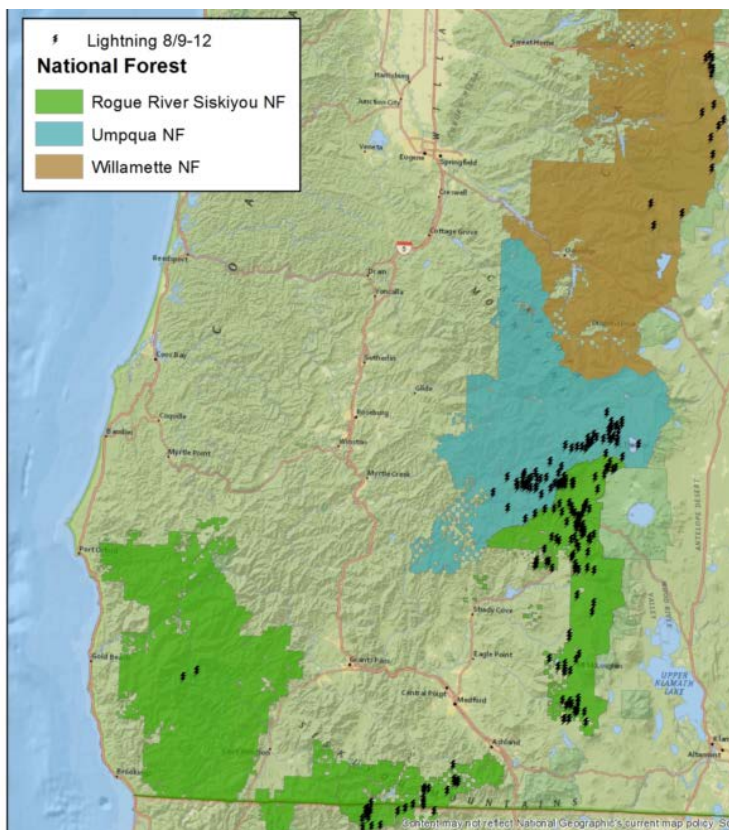 Lightning 8/9-12
National Forest
Rogue River Siskiyou NF
Umpqua NF
Willamette NF
Sweet Home
Harrisburg
Junction City
Veneta
Eugene
Springfield
Creswell
Cottage Grove
Reedsport
5
Drain
Yoncalla
Coos Bay
Sutherlin
Glide
Coquille
Roseburg
Bandon
Winston
Myrtle Point
Myrtle Creek
ANTELOPE DESERT
Port Orford
Shady Cove
Gold Beach
Eagle Point
Grants Pass
UPPER
KLAMATH
LAKE
Central Point
Medford
Ashland
Altamont
Brookings
content may not reflect National Geographic's current map policy.